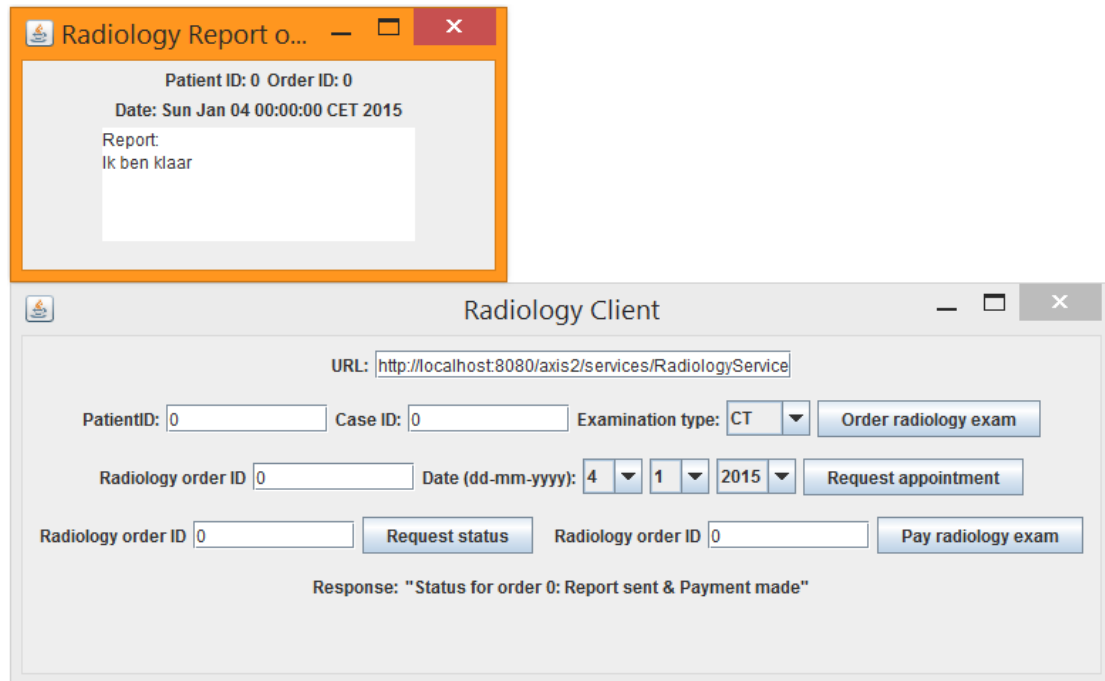 Radiology Report o...
Patient ID: 0 Order ID: 0
Date: Sun Jan 04 00:00:00 CET 2015
Report:
Ik ben klaar
Radiology Client
URL: http://localhost:8080/axis2/services/RadiologyService
PatientID: 0 Case ID: 0 Examination type: CT Order radiology exam
Radiology order ID 0 Date (dd-mm-yyy): 4 1 2015 Request appointment
Radiology order ID 0 Request status Radiology order ID 0 Pay radiology exam
Response: "Status for order 0: Report sent & Payment made"